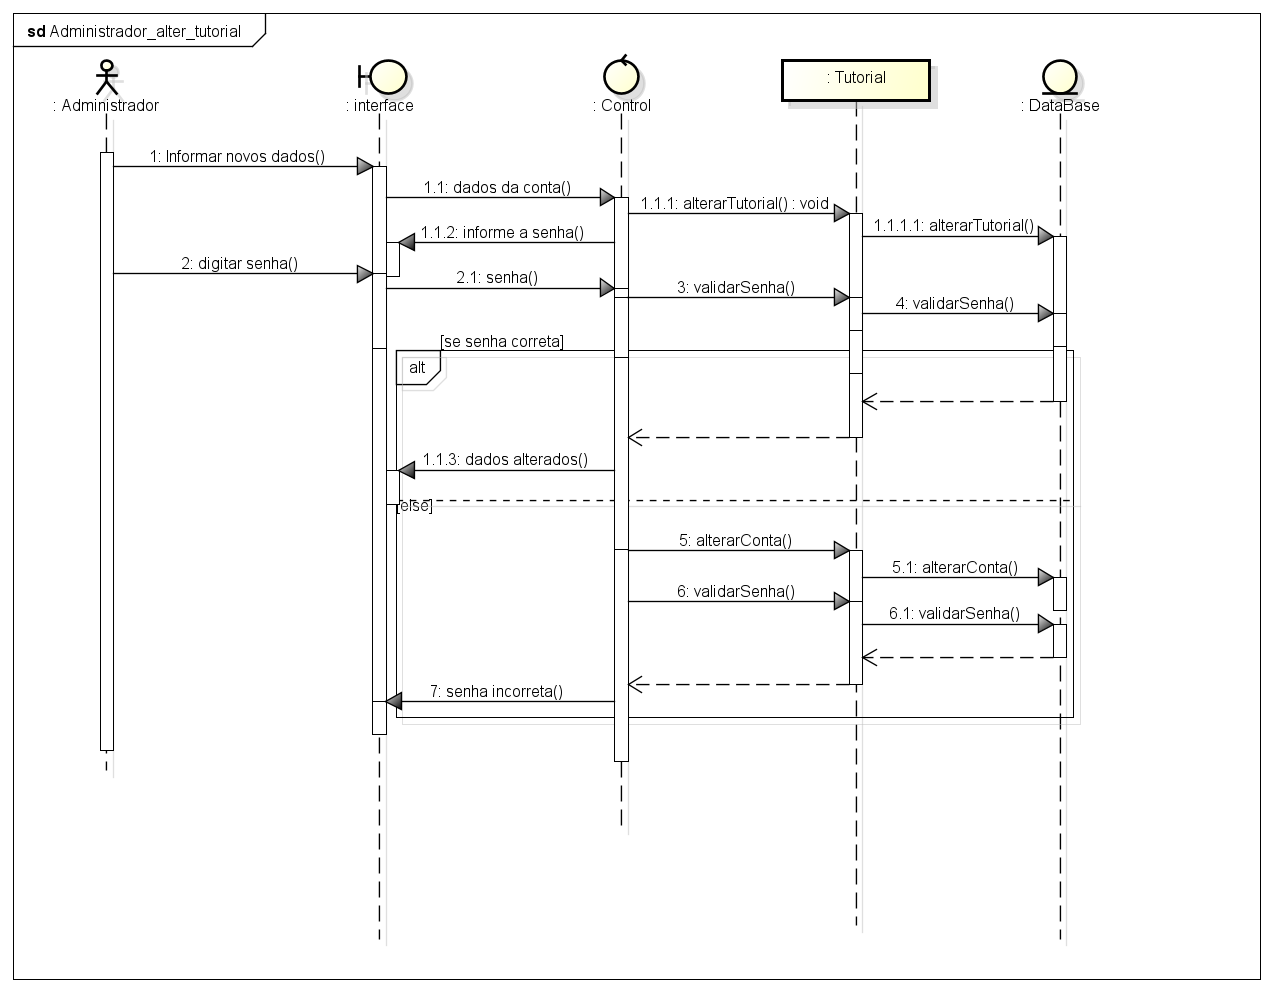 sd Administrador_alter_tutorial
: Administrador
: interface
: Control
: Tutorial
: DataBase
1: Informar novos dados()
1.1: dados da conta()
1.1.1: alterarTutorial() : void
1.1.1.1: alterarTutorial()
1.1.2: informe a senha()
2: digitar senha()
2.1: senha()
3: validarSenha()
4: validarSenha()
[se senha correta]
alt
1.1.3: dados alterados()
[else]
5: alterarConta()
5.1: alterarConta()
6: validarSenha()
6.1: validarSenha()
7: senha incorreta()